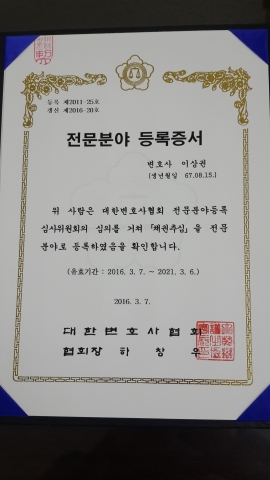 등록 제2011-25호
갱신 제2016-20호
전문분야 등록증서
변호사 이상권
(생년월일 67.08.15.)
위 사람은 대한변호사협회 전문분야등록
심사위원회의 심의를 거쳐 「채권추심」을 전문
분야로 등록하였음을 확인합니다.
(유효기간 : 2016. 3. 7. ~ 2021. 3. 6.)
2016. 3. 7.
대한변호사협회
협회장 하창우